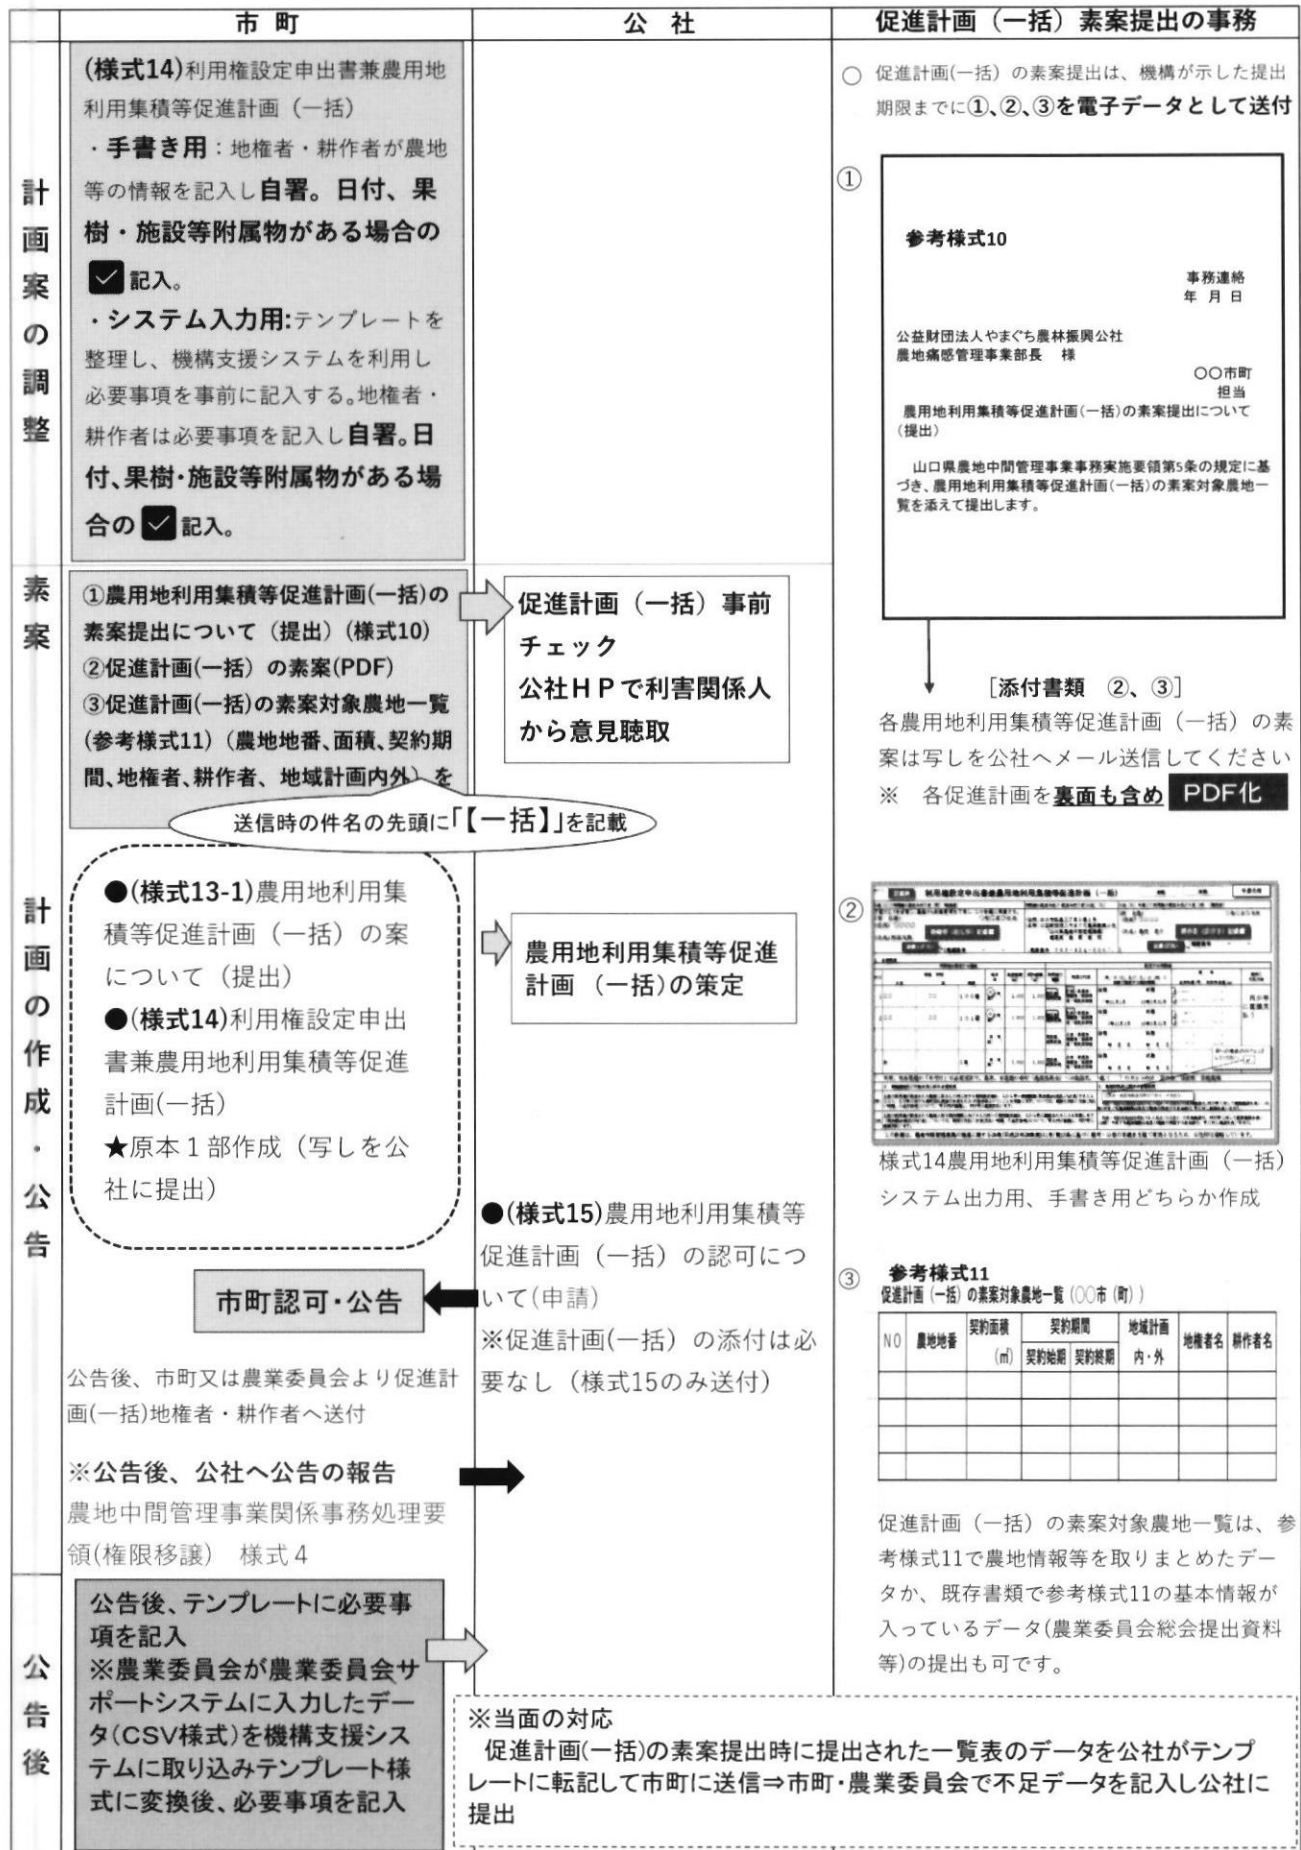 市 町
公 社
促進計画（一括）素案提出の事務
計画案の調整
(様式14)利用権設定申出書兼農用地
利用集積等促進計画（一括）
・手書き用：地権者・耕作者が農地
等の情報を記入し自署。日付、果
樹・施設等附属物がある場合の
✓記入。
・システム入力用:テンプレートを
整理し、機構支援システムを利用し
必要事項を事前に記入する。地権者・
耕作者は必要事項を記入し自署。日
付、果樹・施設等附属物がある場
合の✓記入。
素案
①農用地利用集積等促進計画(一括)の
素案提出について（提出）(様式10)
②促進計画(一括）の素案(PDF)
③促進計画(一括)の素案対象農地一覧
(参考様式11)（農地地番、面積、契約期
間、地権者、耕作者、地域計画内外）を
送信時の件名の先頭に「【一括】」を記載
促進計画（一括）事前
チェック
公社ＨＰで利害関係人
から意見聴取
計画の作成・公告
●(様式13-1)農用地利用集
積等促進計画（一括）の案
について（提出）
●(様式14)利用権設定申出
書兼農用地利用集積等促進
計画(一括)
★原本１部作成（写しを公
社に提出）
農用地利用集積等促進
計画 （一括)の策定
●(様式15)農用地利用集積等
促進計画（一括）の認可につ
いて(申請)
※促進計画(一括）の添付は必
要なし（様式15のみ送付）
市町認可・公告
公告後、市町又は農業委員会より促進計
画(一括)地権者・耕作者へ送付
※公告後、公社へ公告の報告
農地中間管理事業関係事務処理要
領(権限移譲)　様式４
公告後
公告後、テンプレートに必要事
項を記入
※農業委員会が農業委員会サ
ポートシステムに入力したデー
タ(CSV様式)を機構支援シス
テムに取り込みテンプレート様
式に変換後、必要事項を記入
※当面の対応
促進計画(一括)の素案提出時に提出された一覧表のデータを公社がテンプ
レートに転記して市町に送信⇒市町・農業委員会で不足データを記入し公社に
提出
○ 促進計画(一括）の素案提出は、機構が示した提出
期限までに①、②、③を電子データとして送付
①
参考様式10
事務連絡
年 月 日
公益財団法人やまぐち農林振興公社
農地痛感管理事業部長　様
〇〇市町
担当
農用地利用集積等促進計画(一括)の素案提出について
(提出)
山口県農地中間管理事業事務実施要領第5条の規定に基
づき、農用地利用集積等促進計画(一括)の素案対象農地一
覧を添えて提出します。
［添付書類　②、③］
各農用地利用集積等促進計画（一括）の素
案は写しを公社へメール送信してください
※　各促進計画を裏面も含め PDF化
②
利用権設定申出書兼農用地利用集積等促進計画（一括）
様式14農用地利用集積等促進計画（一括）
システム出力用、手書き用どちらか作成
③
参考様式11
促進計画（一括）の素案対象農地一覧（〇〇市（町））
NO 農地地番 契約面積(㎡) 契約期間 地域計画内・外 地権者名 耕作者名
契約始期 契約終期
促進計画（一括）の素案対象農地一覧は、参
考様式11で農地情報等を取りまとめたデー
タか、既存書類で参考様式11の基本情報が
入っているデータ(農業委員会総会提出資料
等)の提出も可です。